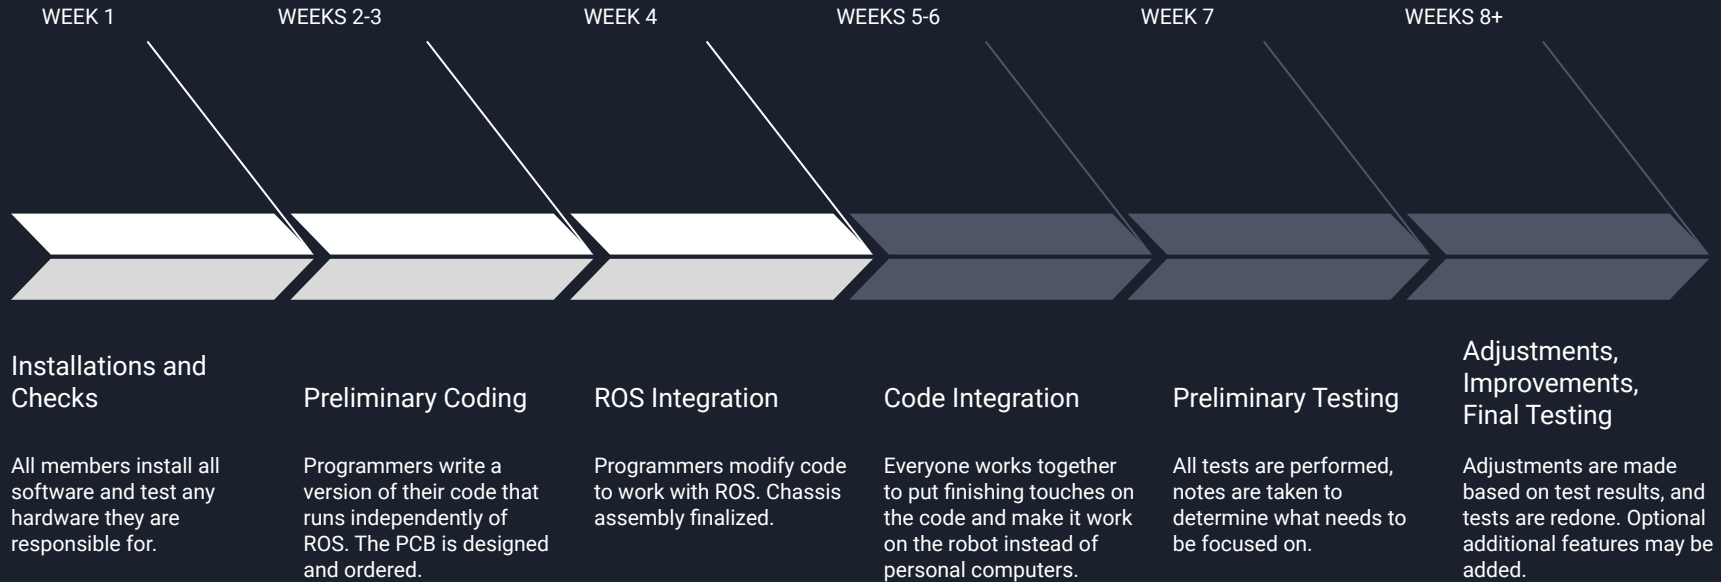 WEEK 1
WEEKS 2-3
WEEK 4
WEEKS 5-6
WEEK 7
WEEKS 8+
Installations and
Checks
All members install all
software and test any
hardware they are
responsible for.
Preliminary Coding
Programmers write a
version of their code that
runs independently of
ROS. The PCB is designed
and ordered.
ROS Integration
Programmers modify code
to work with ROS. Chassis
assembly finalized.
Code Integration
Everyone works together
to put finishing touches on
the code and make it work
on the robot instead of
personal computers.
Preliminary Testing
All tests are performed,
notes are taken to
determine what needs to
be focused on.
Adjustments,
Improvements,
Final Testing
Adjustments are made
based on test results, and
tests are redone. Optional
additional features may be
added.